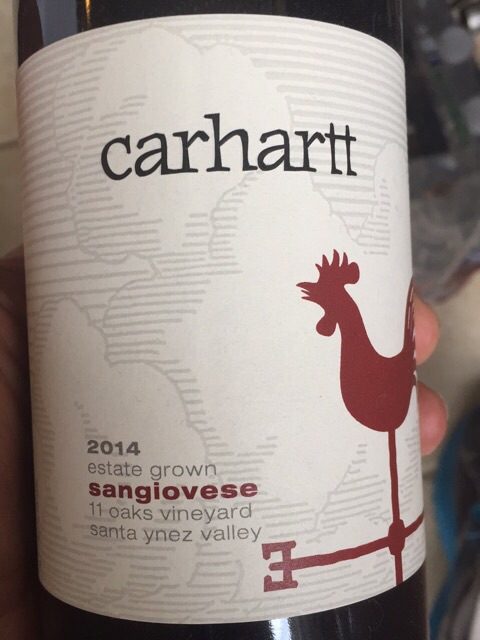 carhartt
2014
estate grown
sangiovese
11 oaks vineyard
santa ynez valley
E